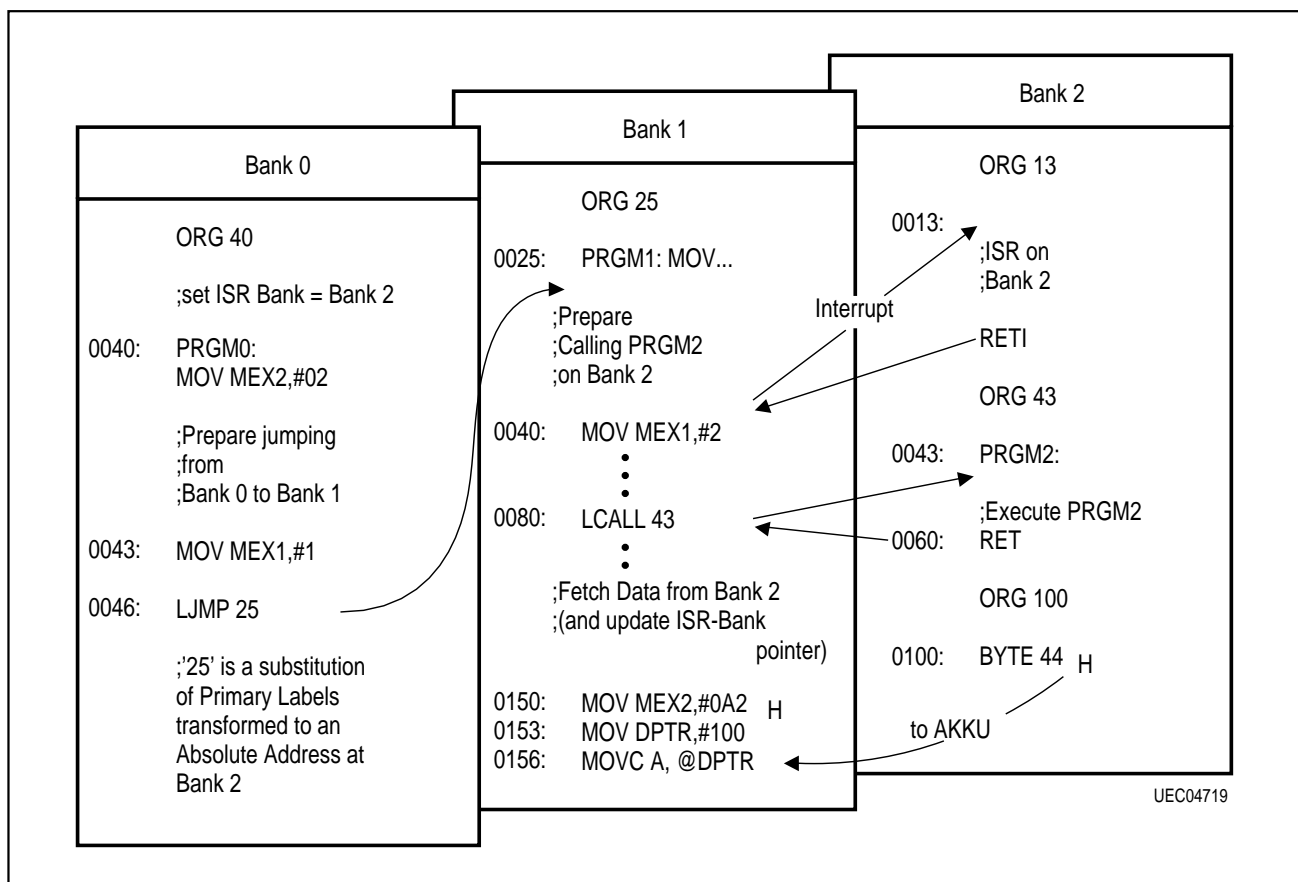 Bank 0
ORG 40
;set ISR Bank = Bank 2
0040: PRGM0:
MOV MEX2,#02
;Prepare jumping
;from
;Bank 0 to Bank 1
0043: MOV MEX1,#1
0046: LJMP 25
;'25' is a substitution
of Primary Labels
transformed to an
Absolute Address at
Bank 2
Bank 1
ORG 25
0025: PRGM1: MOV...
;Prepare
;Calling PRGM2
;on Bank 2
0040: MOV MEX1,#2
0080: LCALL 43
;Fetch Data from Bank 2
;(and update ISR-Bank
pointer)
0150: MOV MEX2,#0A2 H
0153: MOV DPTR,#100
0156: MOVC A, @DPTR
Interrupt
Bank 2
ORG 13
0013:
;ISR on
;Bank 2
RETI
ORG 43
0043: PRGM2:
;Execute PRGM2
0060: RET
ORG 100
0100: BYTE 44 H
to AKKU
UEC04719